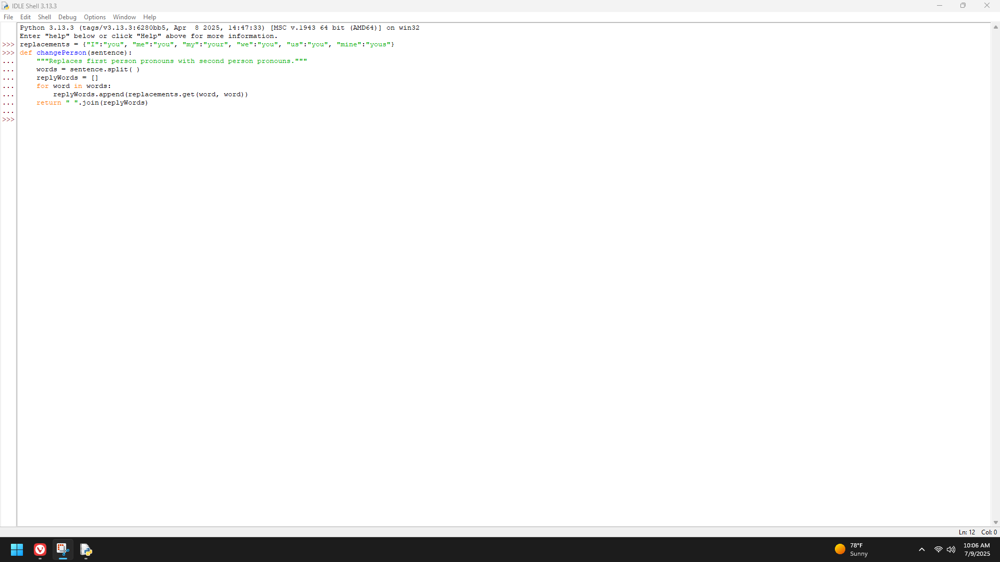 IDLE Shell 3.13.3
File Edit Shell Debug Options Window Help
Python 3.13.3 (tags/v3.13.3:6280bb5, Apr  8 2025, 14:47:33) [MSC v.1943 64 bit (AMD64)] on win32
Enter "help" below or click "Help" above for more information.
>>> replacements = {"I":"you", "me":"you", "my":"your", "we":"you", "us":"you", "mine":"yous"}
>>> def changePerson(sentence):
...     """Replaces first person pronouns with second person pronouns."""
...     words = sentence.split( )
...     replyWords = []
...     for word in words:
...         replyWords.append(replacements.get(word, word))
...     return " ".join(replyWords)
...
>>>
Ln: 12 Col: 0
78°F
Sunny
10:06 AM
7/9/2025